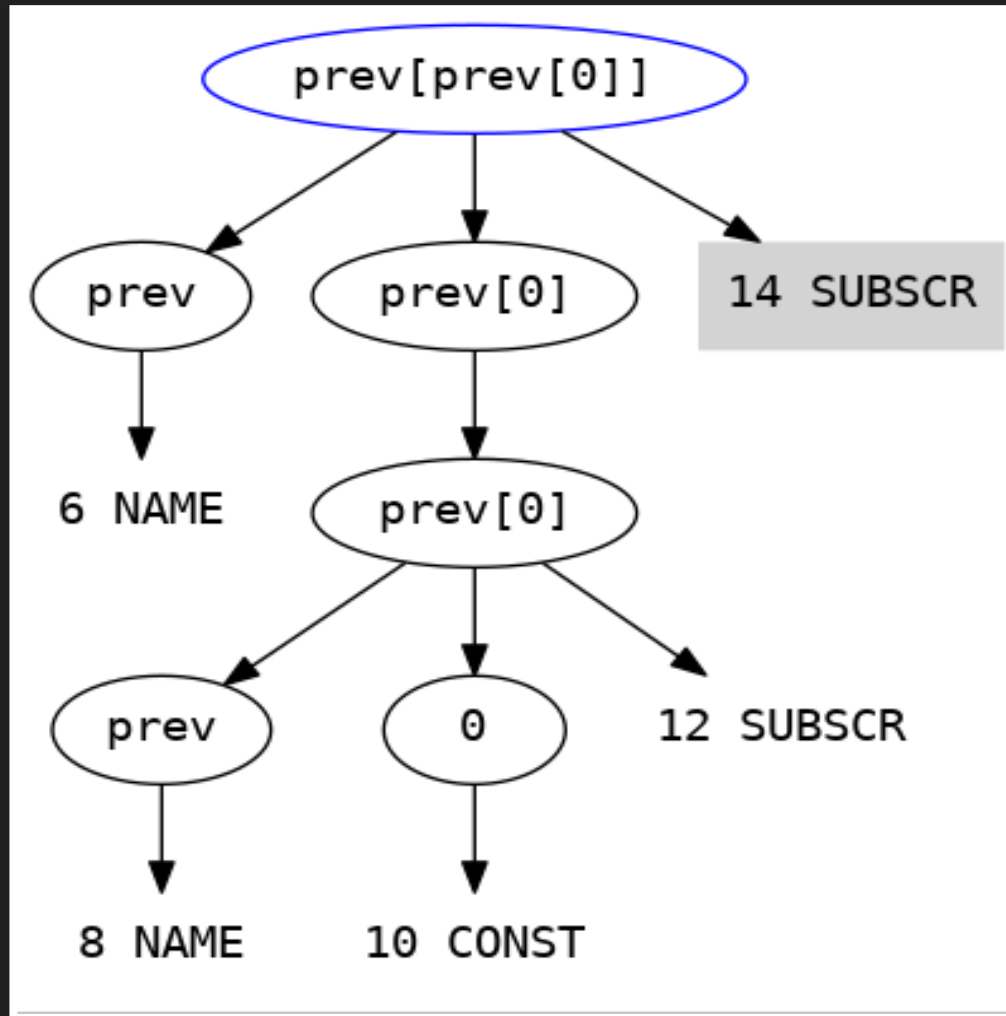 prev[prev[0]]
prev
prev[0]
14 SUBSCR
6 NAME
prev[0]
prev
0
12 SUBSCR
8 NAME
10 CONST